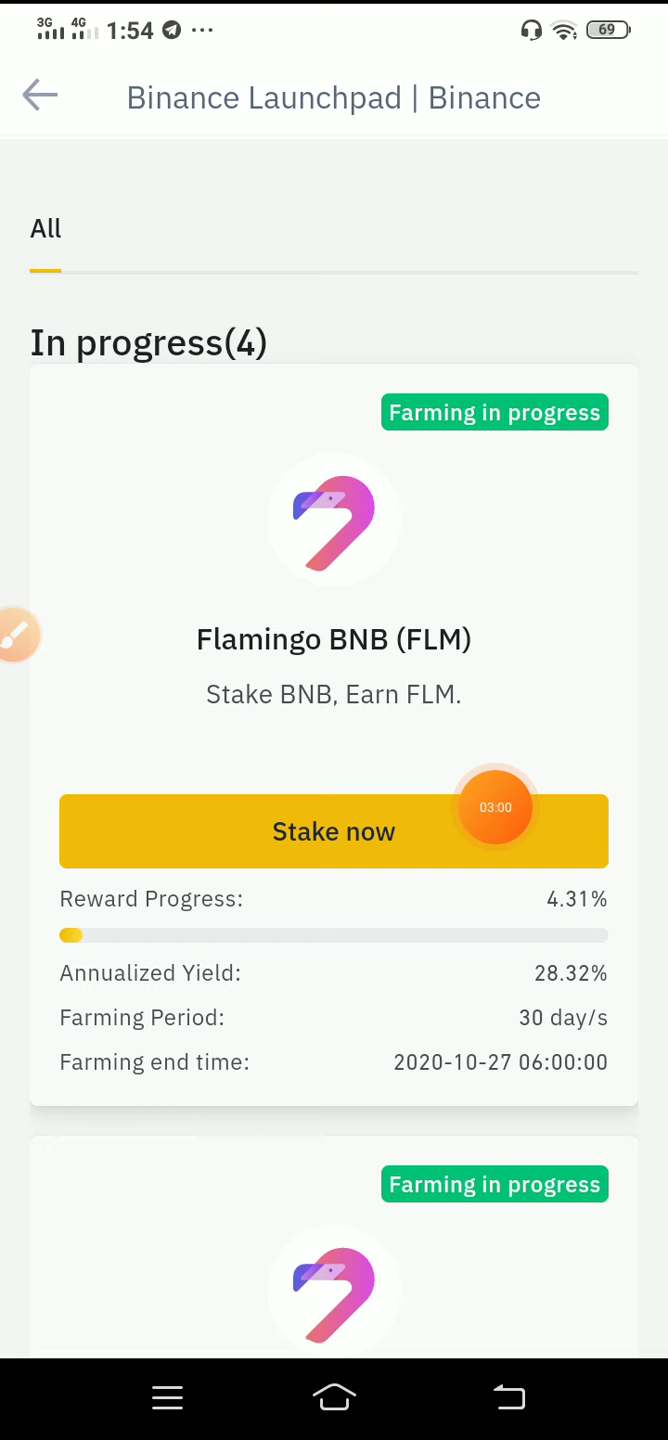 3G 4G 1:54 ... 69
Binance Launchpad | Binance
All
In progress(4)
Farming in progress
Flamingo BNB (FLM)
Stake BNB, Earn FLM.
03:00
Stake now
Reward Progress: 4.31%
Annualized Yield: 28.32%
Farming Period: 30 day/s
Farming end time: 2020-10-27 06:00:00
Farming in progress